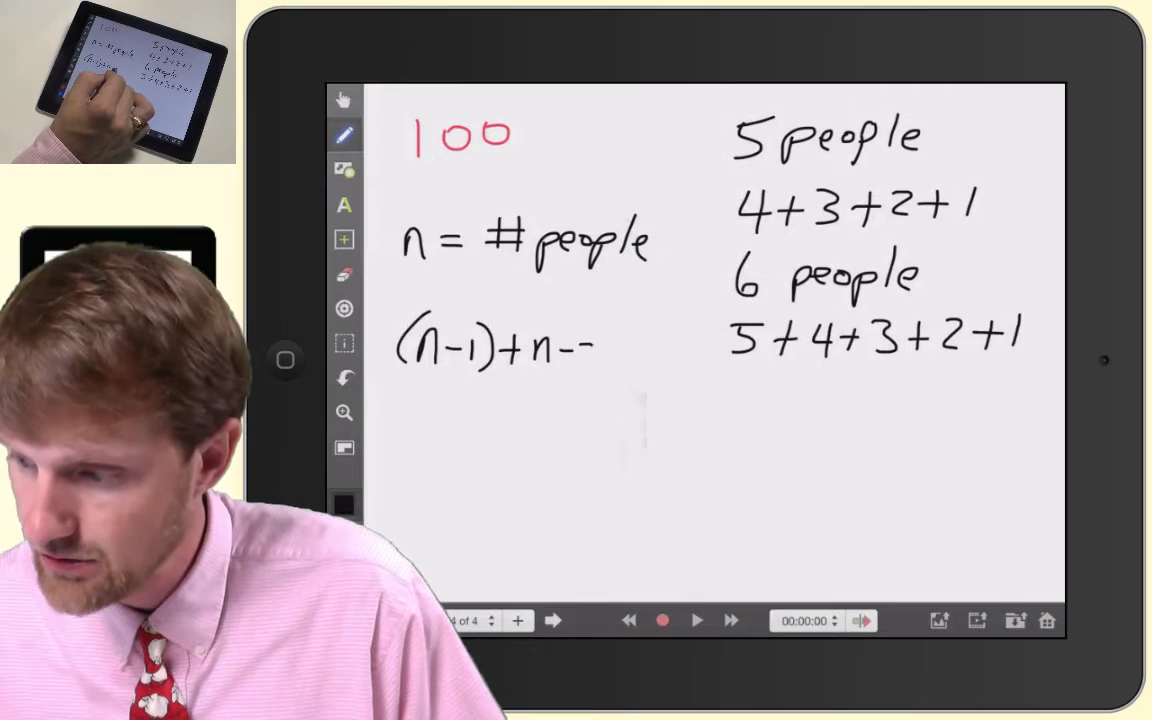 100
n = #people
(n-1)+n--
5 people
4+3+2+1
6 people
5+4+3+2+1
4 of 4
00:00:00